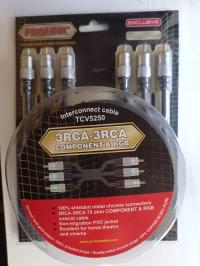 PROLINK
EXCLUSIVE
Interconnect cable
TCV5250
3RCA-3RCA
COMPONENT & RGB
100% shielded metal chrome connectors
3RCA-3RCA 75 ohm COMPONENT & RGB
coaxial cable
Non-migration PVC jacket
Excellent for home theatre
and cinema